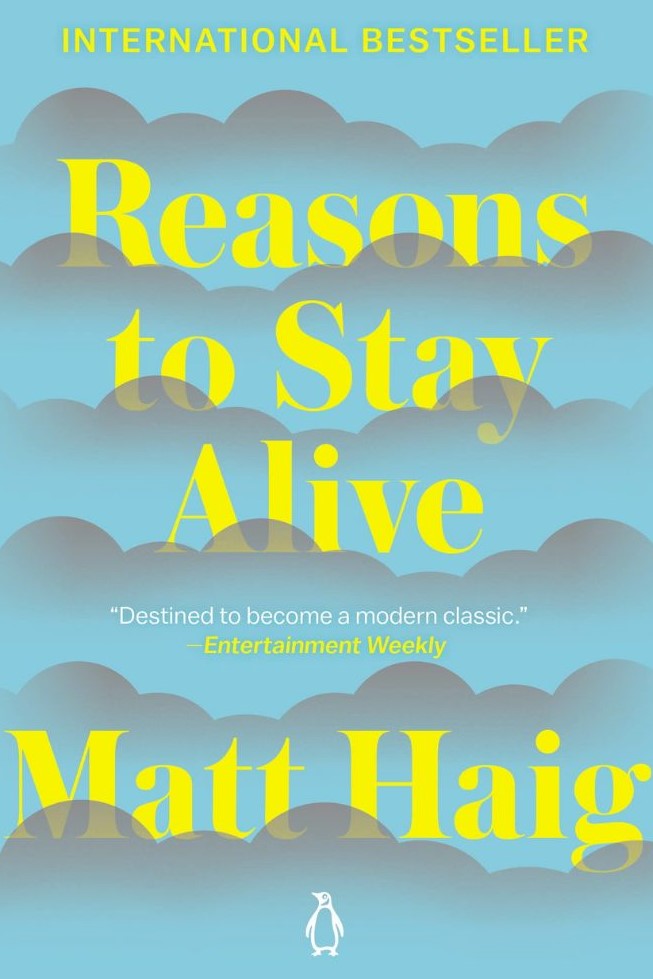 INTERNATIONAL BESTSELLER
Reasons
to Stay
Alive
“Destined to become a modern classic.”
—Entertainment Weekly
Matt Haig